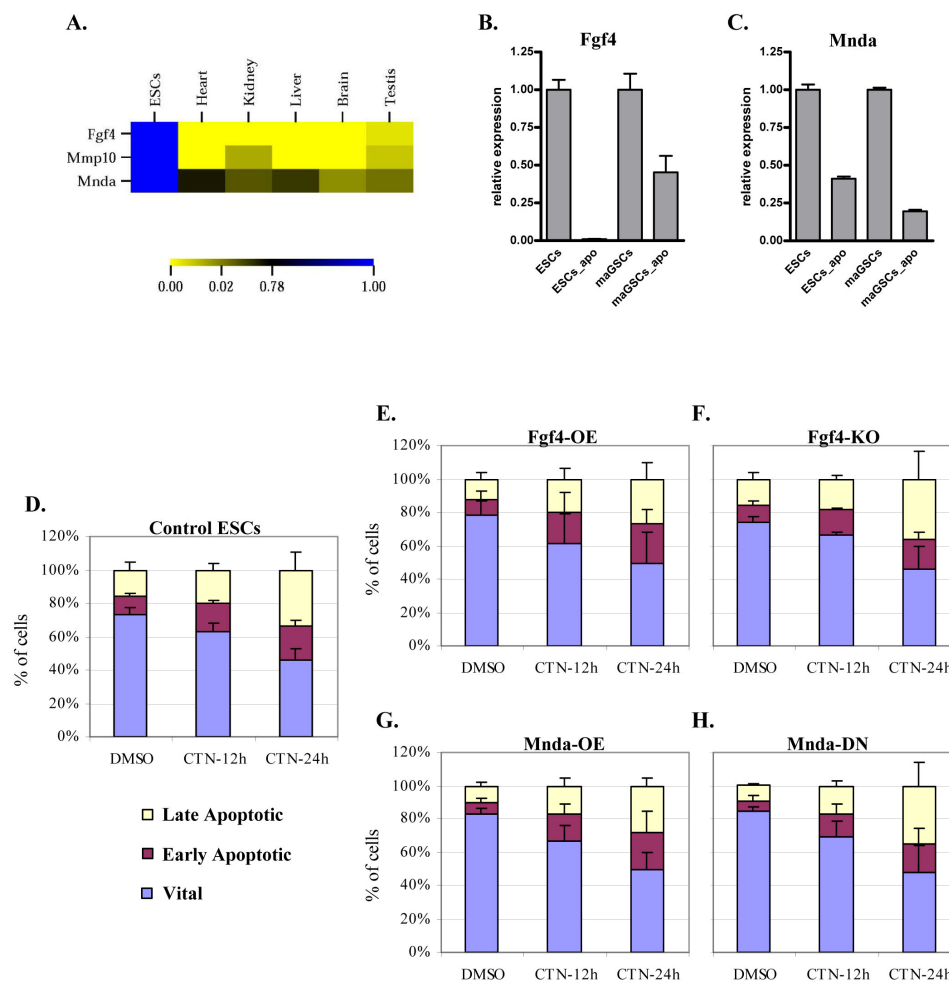 A.
ESCs Heart Kidney Liver Brain Testis
Fgf4
Mmp10
Mnda
0.00 0.02 0.78 1.00
B.
Fgf4
relative expression
1.25
1.00
0.75
0.50
0.25
0.00
ESCs ESCs_apo maGSCs maGSCs_apo
C.
Mnda
relative expression
1.25
1.00
0.75
0.50
0.25
0.00
ESCs ESCs_apo maGSCs maGSCs_apo
D.
Control ESCs
% of cells
120%
100%
80%
60%
40%
20%
0%
DMSO CTN-12h CTN-24h
Late Apoptotic
Early Apoptotic
Vital
E.
Fgf4-OE
% of cells
120%
100%
80%
60%
40%
20%
0%
DMSO CTN-12h CTN-24h
F.
Fgf4-KO
DMSO CTN-12h CTN-24h
G.
Mnda-OE
% of cells
120%
100%
80%
60%
40%
20%
0%
DMSO CTN-12h CTN-24h
H.
Mnda-DN
DMSO CTN-12h CTN-24h